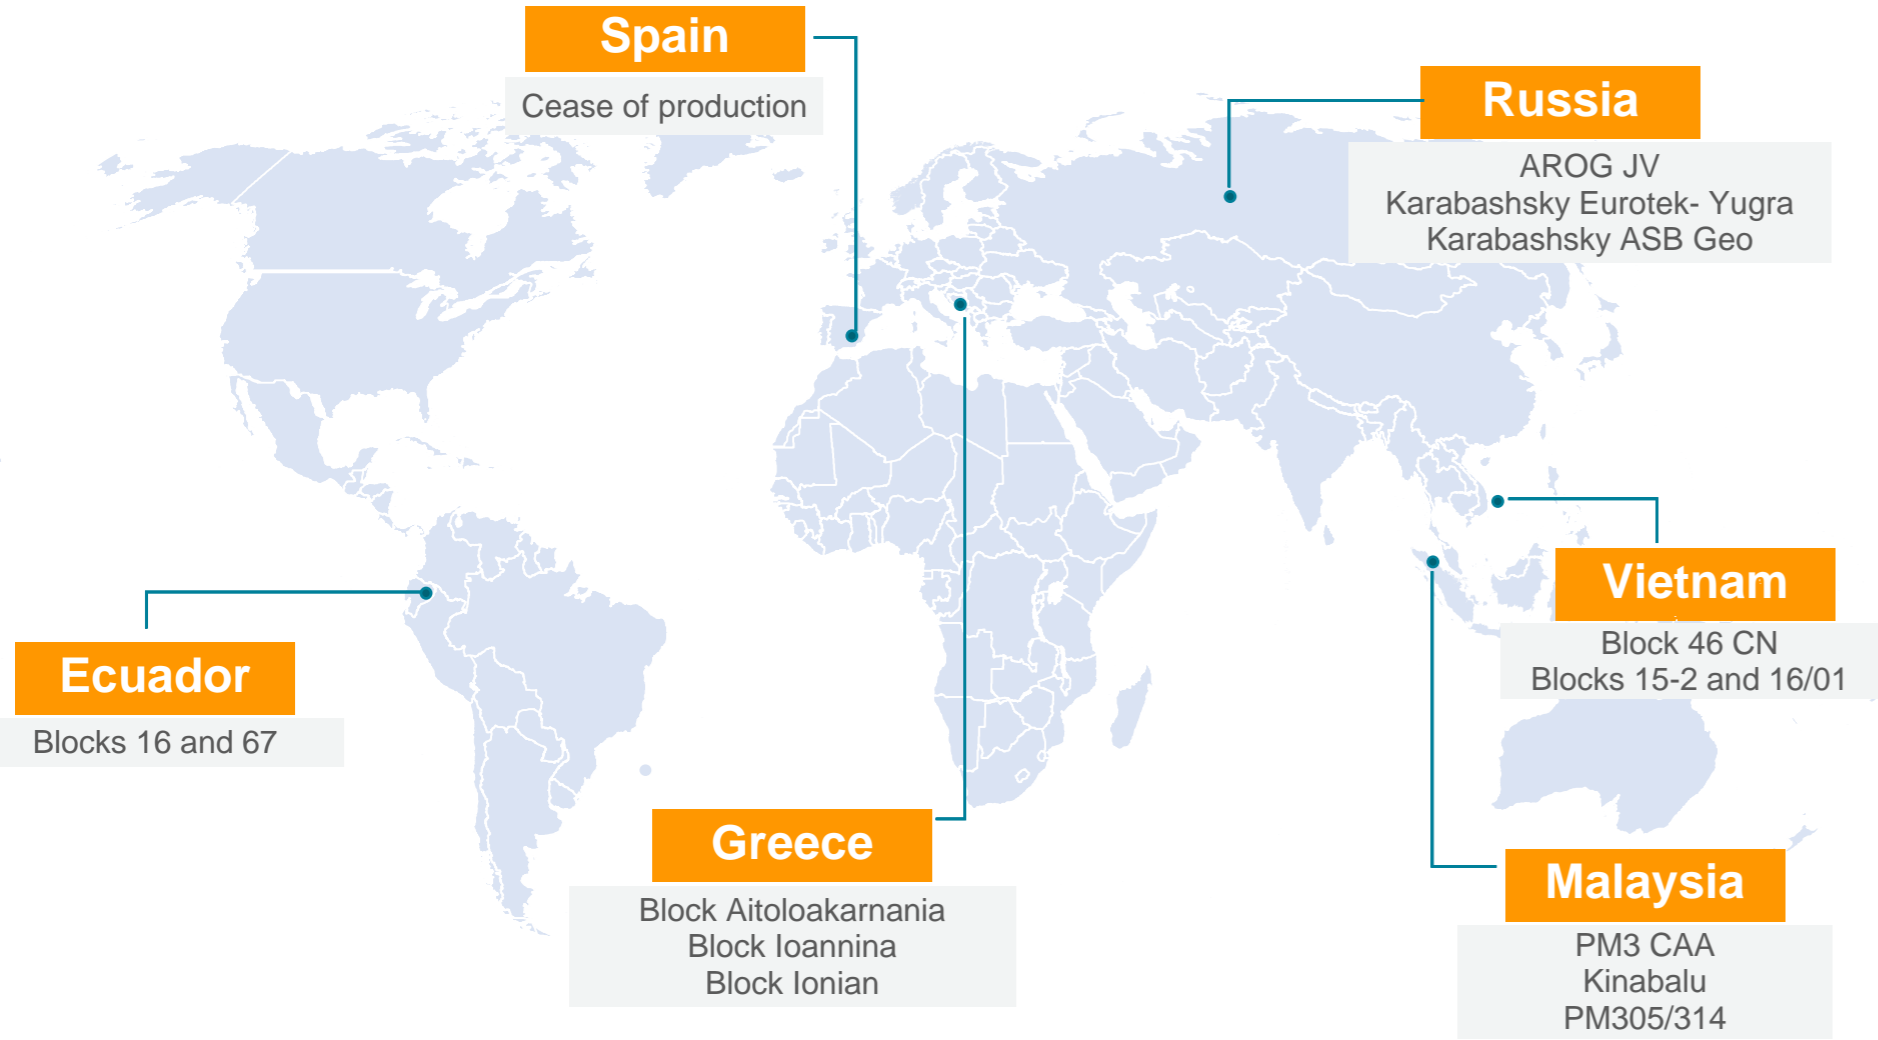 Spain
Cease of production
Russia
AROG JV
Karabashsky Eurotek- Yugra
Karabashsky ASB Geo
Vietnam
Block 46 CN
Blocks 15-2 and 16/01
Ecuador
Blocks 16 and 67
Greece
Block Aitoloakarnania
Block Ioannina
Block Ionian
Malaysia
PM3 CAA
Kinabalu
PM305/314